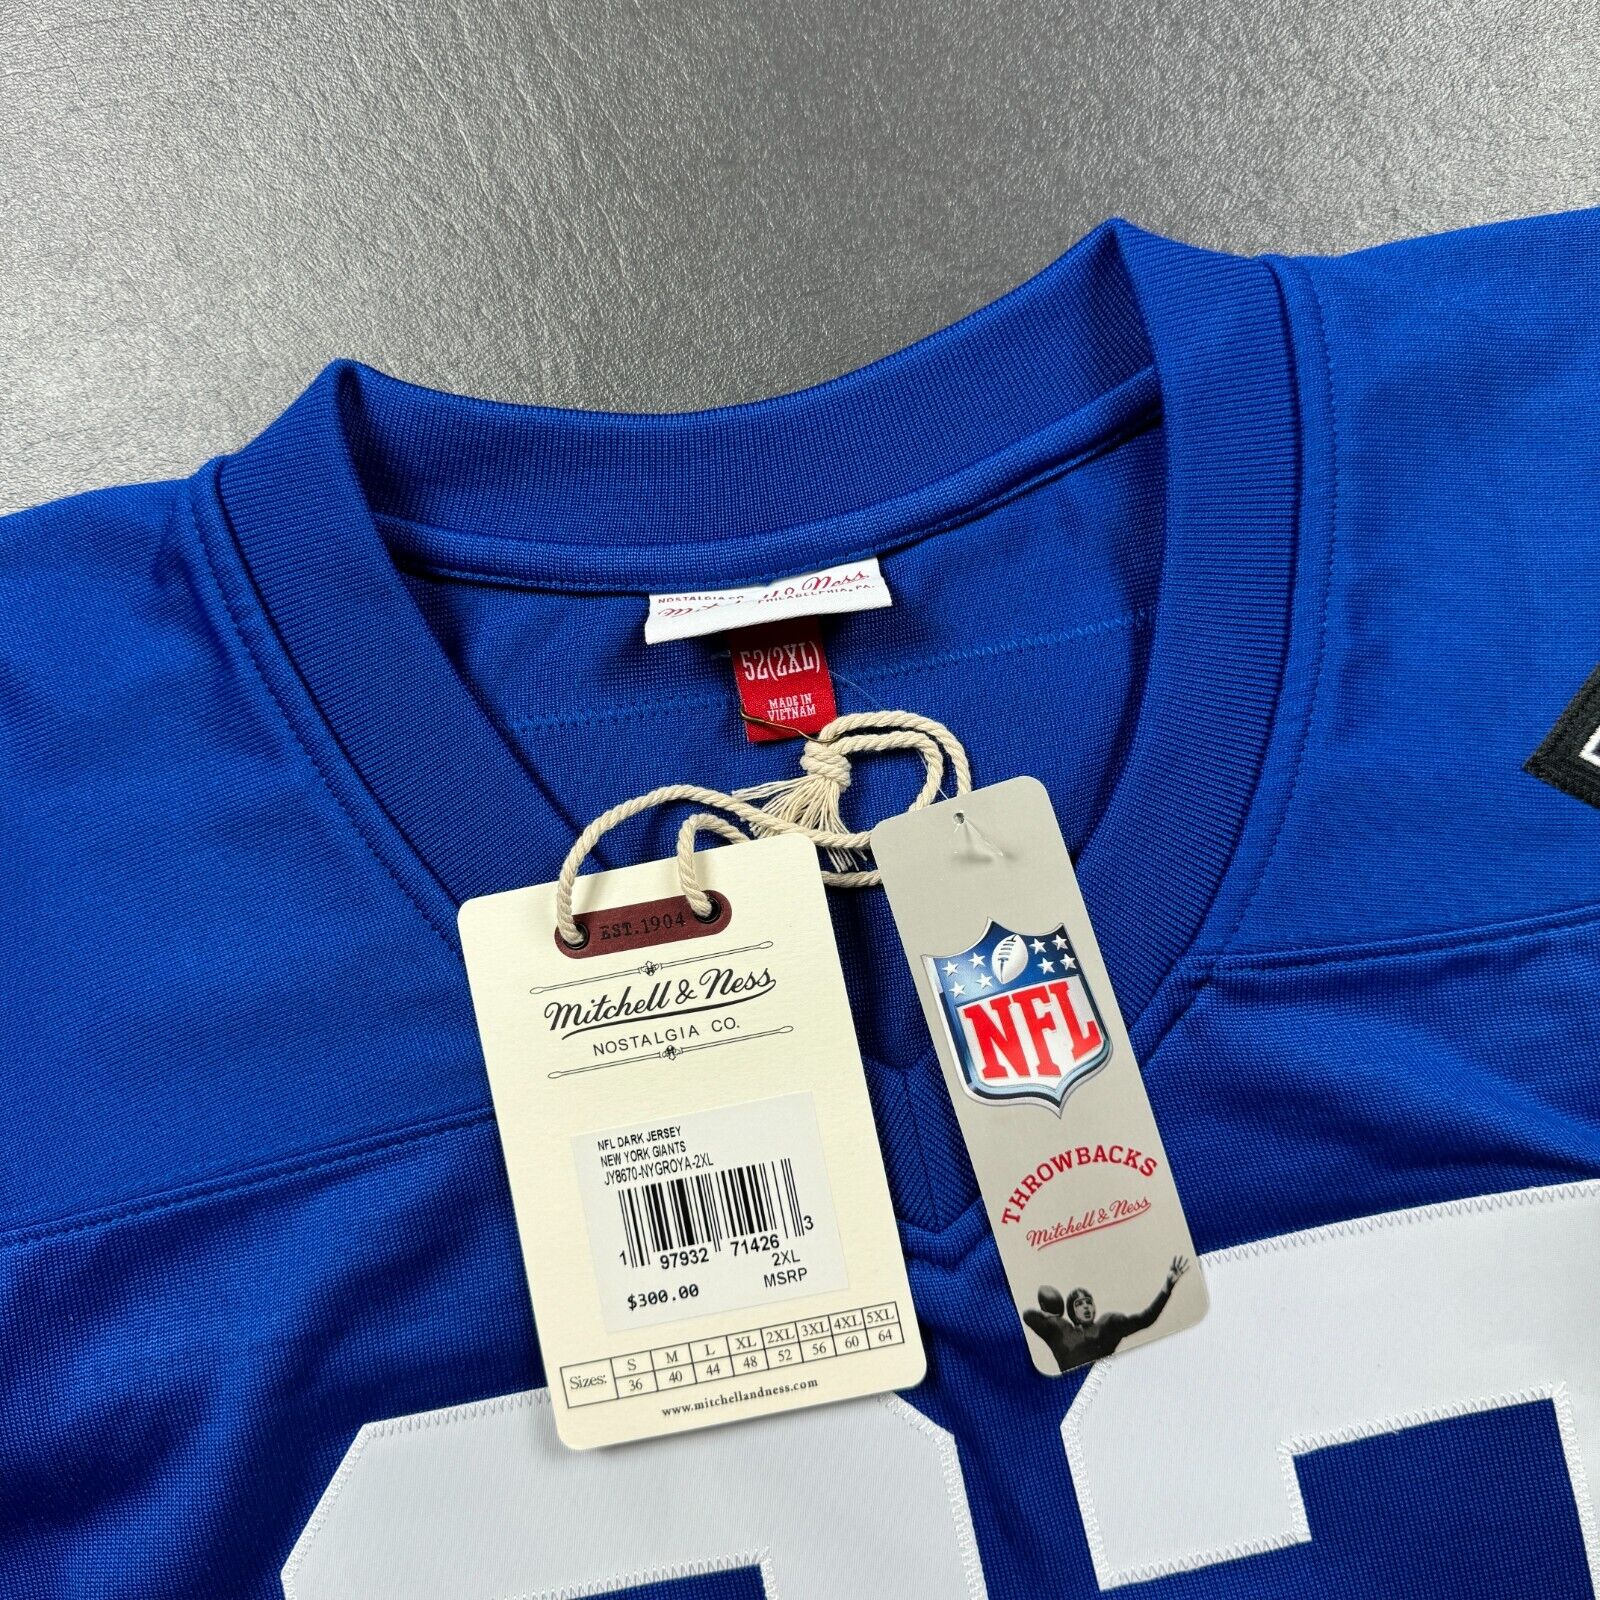 NOSTALGIA CO. PHILADELPHIA, PA.
52(2XL)
MADE IN
VIETNAM
EST.1904
Mitchell & Ness
NOSTALGIA CO.
NFL DARK JERSEY
NEW YORK GIANTS
JY8670-NYGROYA-2XL
1 97932 71426 3
2XL
$300.00 MSRP
Sizes: S M L XL 2XL 3XL 4XL 5XL
36 40 44 48 52 56 60 64
www.mitchellandness.com
NFL
THROWBACKS
Mitchell & Ness